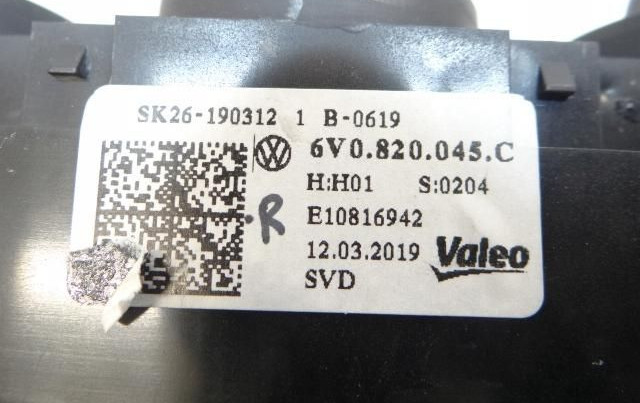 SK26-190312 1 B-0619
6V0.820.045.C
H:H01 S:0204
R
E10816942
12.03.2019 Valeo
SVD